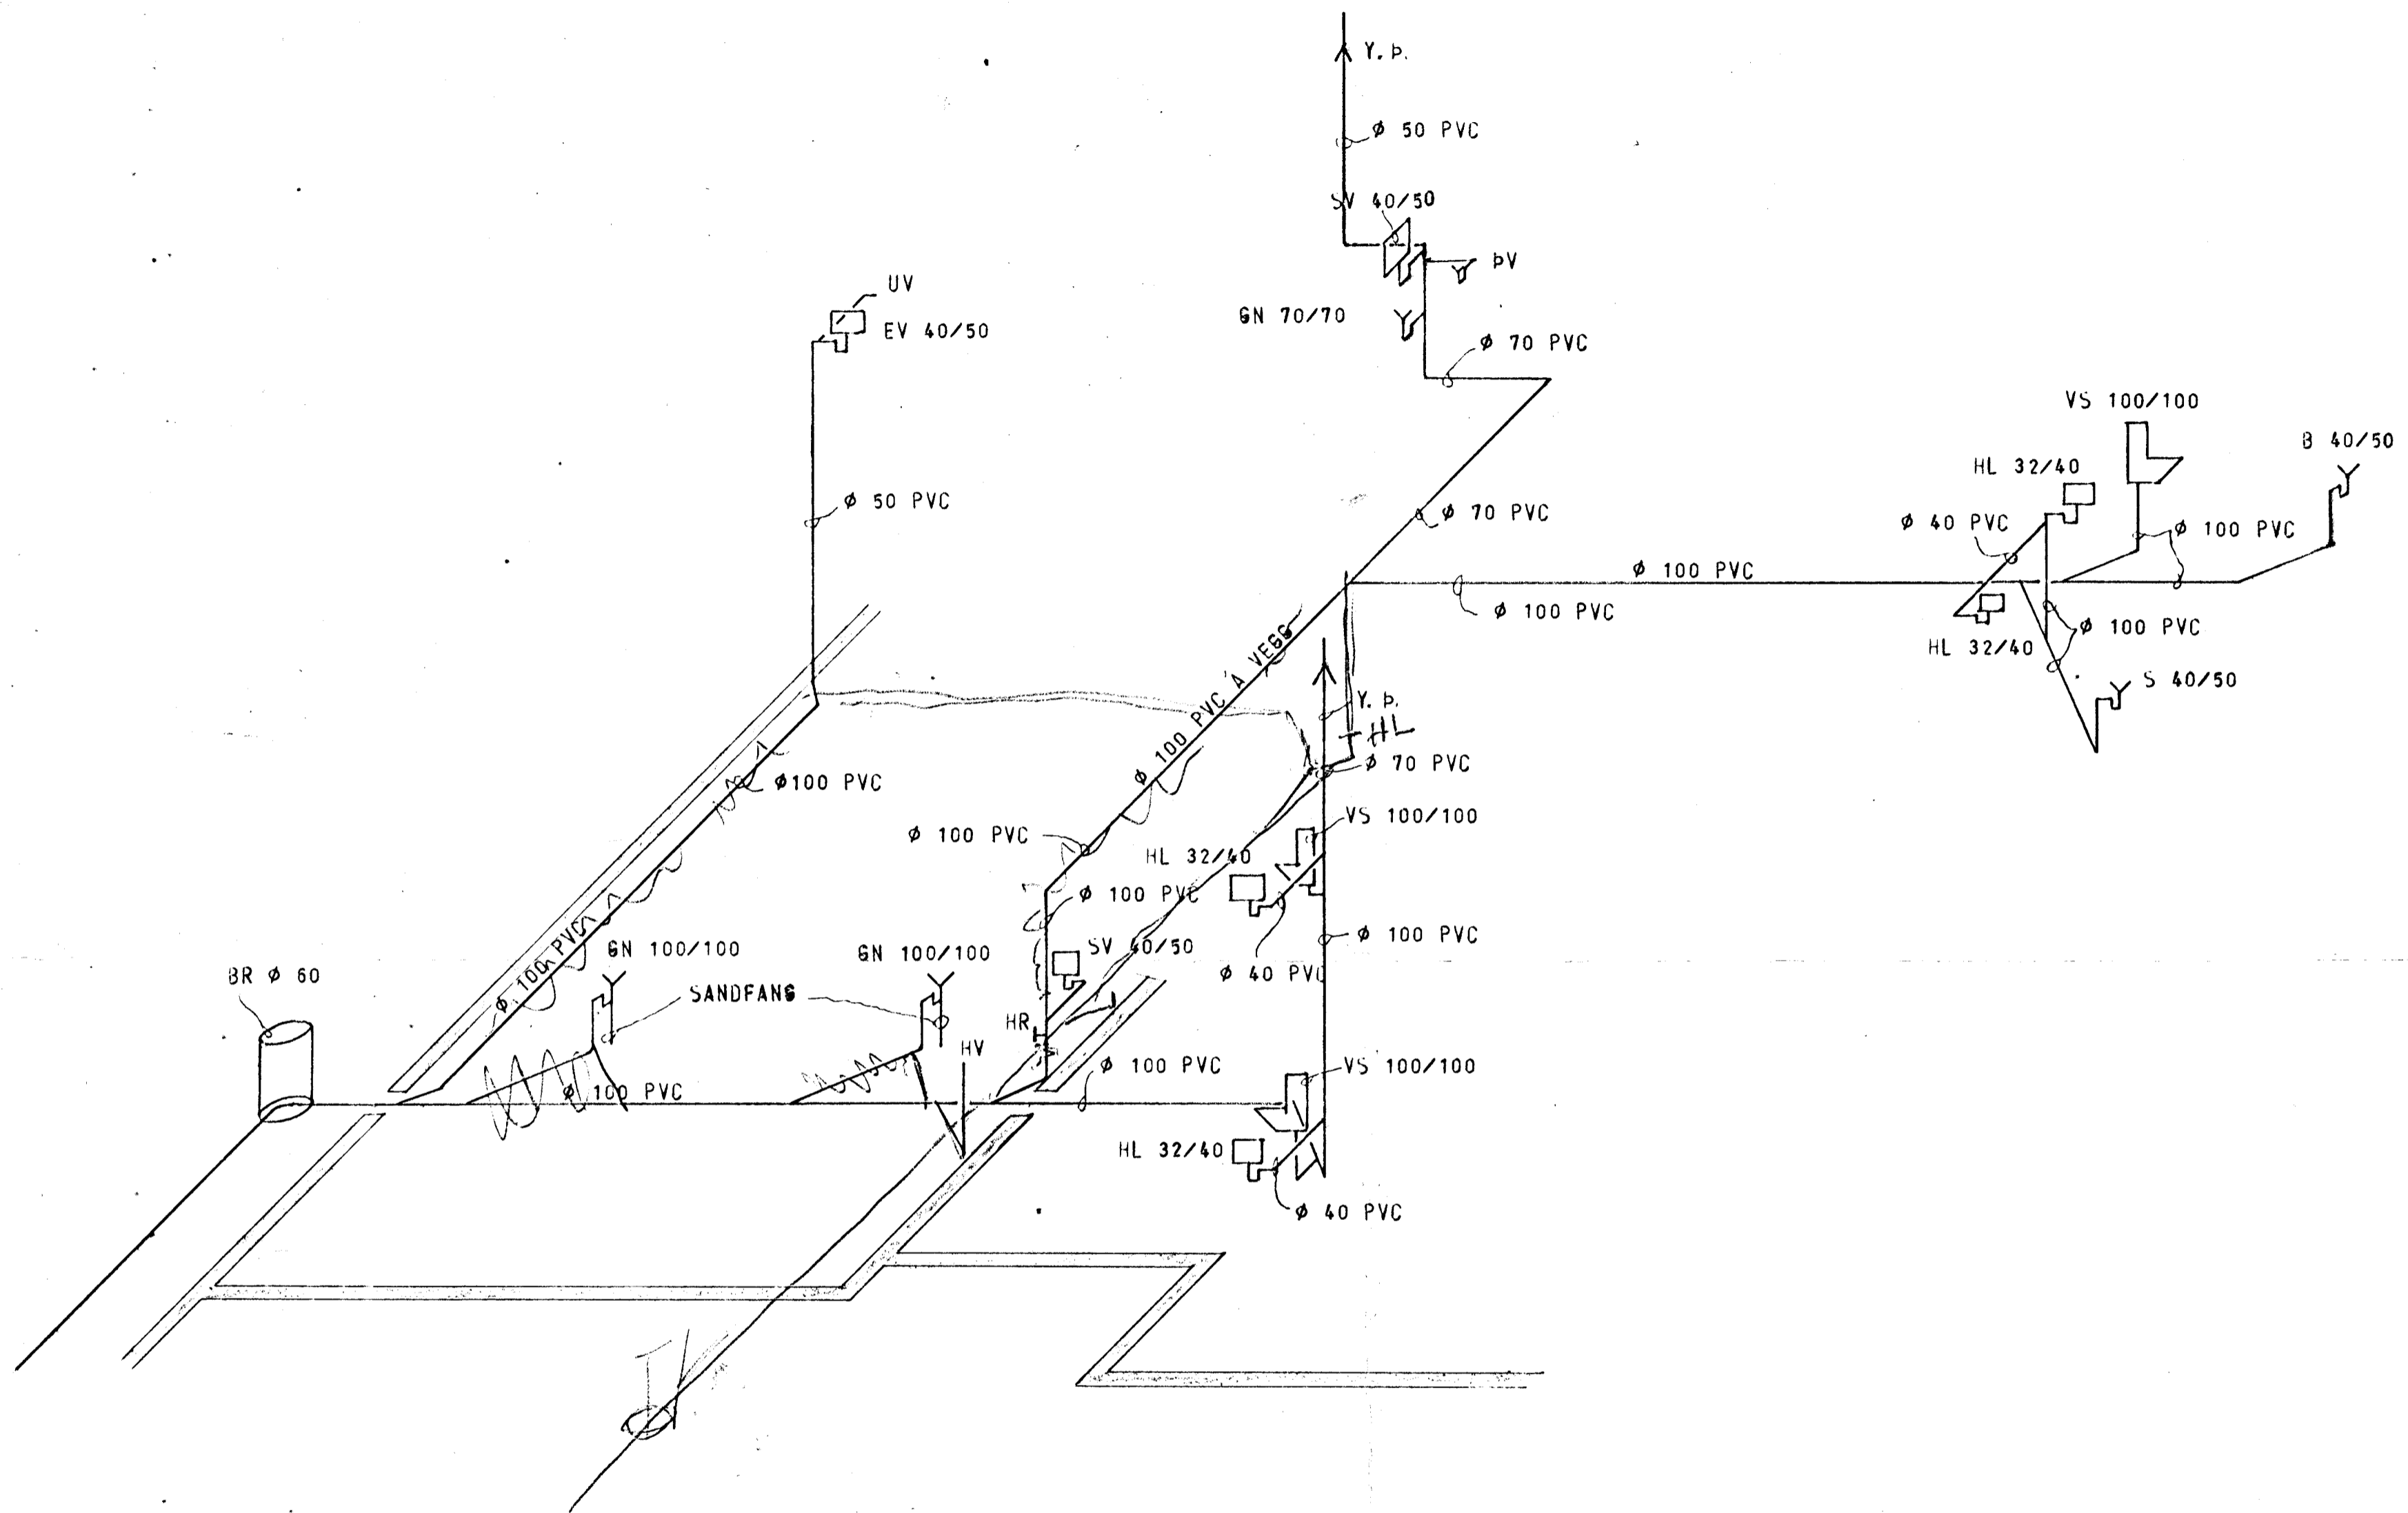 Y. Þ.
ϕ 50 PVC
SV 40/50
ÞV
UV
EV 40/50
GN 70/70
ϕ 70 PVC
VS 100/100
B 40/50
HL 32/40
ϕ 50 PVC
ϕ 70 PVC
ϕ 40 PVC
ϕ 100 PVC
ϕ 100 PVC
ϕ 100 PVC
ϕ 100 PVC
HL 32/40
S 40/50
ϕ 100 PVC Á VEGG
Y. Þ.
HL
ϕ 70 PVC
ϕ100 PVC
VS 100/100
ϕ 100 PVC
HL 32/40
ϕ 100 PVC
ϕ 100 PVC
ϕ 100 PVC
GN 100/100
GN 100/100
SV 40/50
ϕ 40 PVC
BR ϕ 60
SANDFANG
HR
HV
ϕ 100 PVC
VS 100/100
ϕ 100 PVC
HL 32/40
ϕ 40 PVC